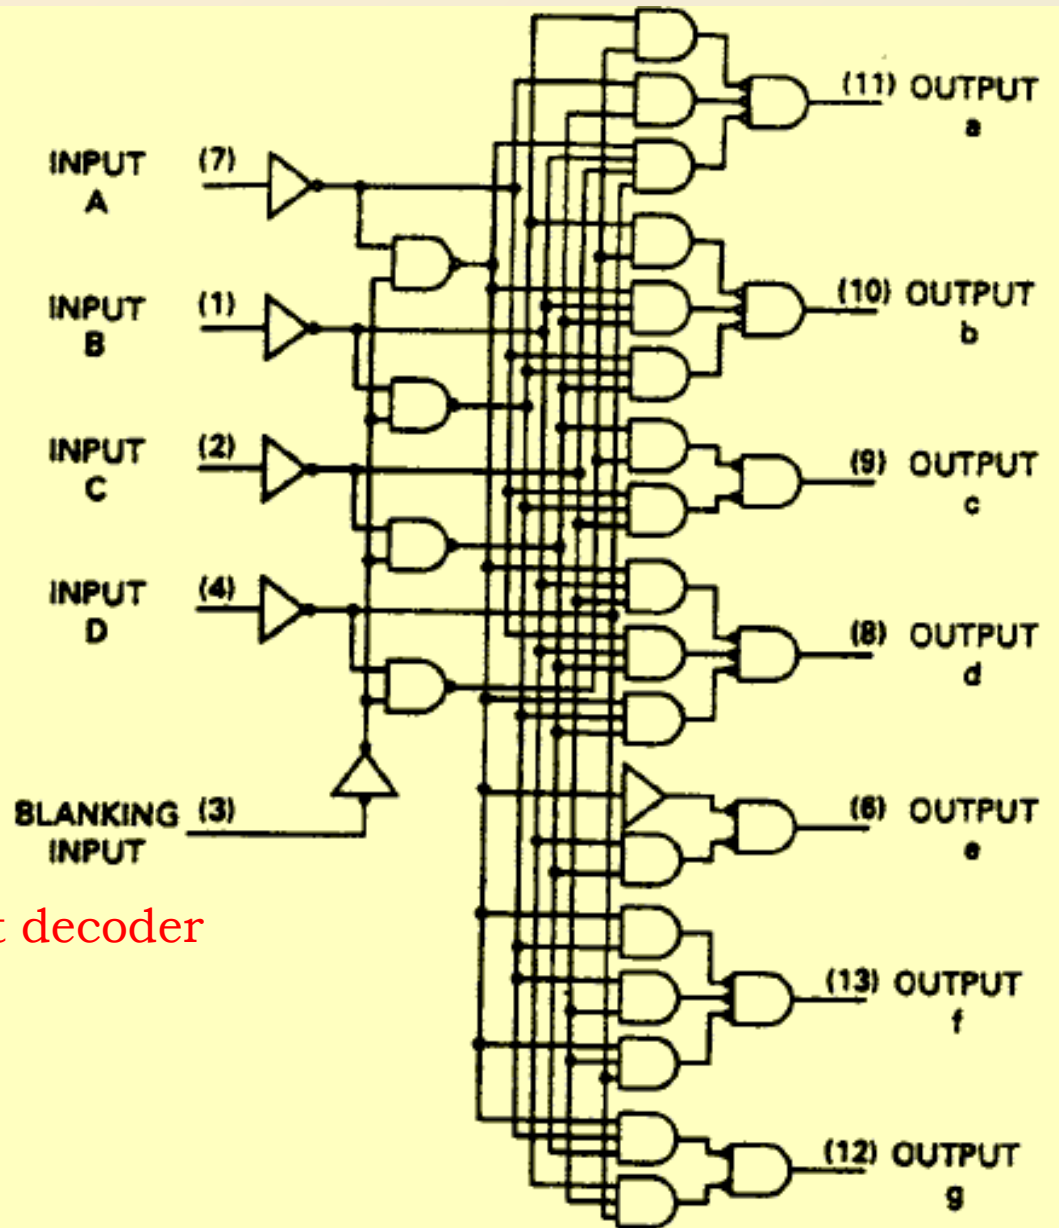 (11) OUTPUT
a
INPUT (7)
A
INPUT (1)
B
(10) OUTPUT
b
INPUT (2)
C
(9) OUTPUT
c
INPUT (4)
D
(8) OUTPUT
d
BLANKING (3)
INPUT
(6) OUTPUT
e
t decoder
(13) OUTPUT
f
(12) OUTPUT
g